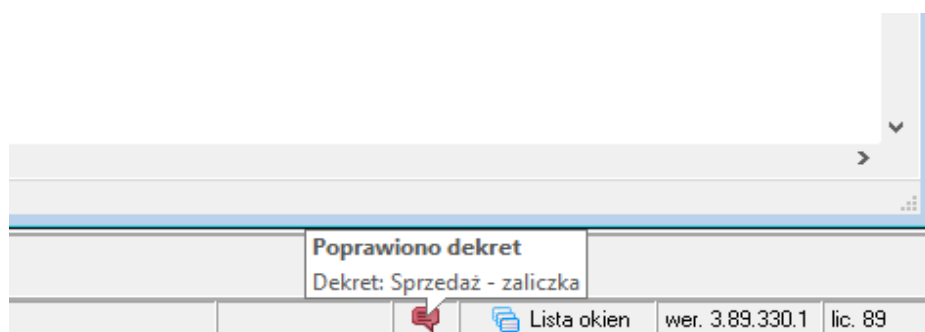 Poprawiono dekret
Dekret: Sprzedaż - zaliczka
Lista okien wer. 3.89.330.1 lic. 89